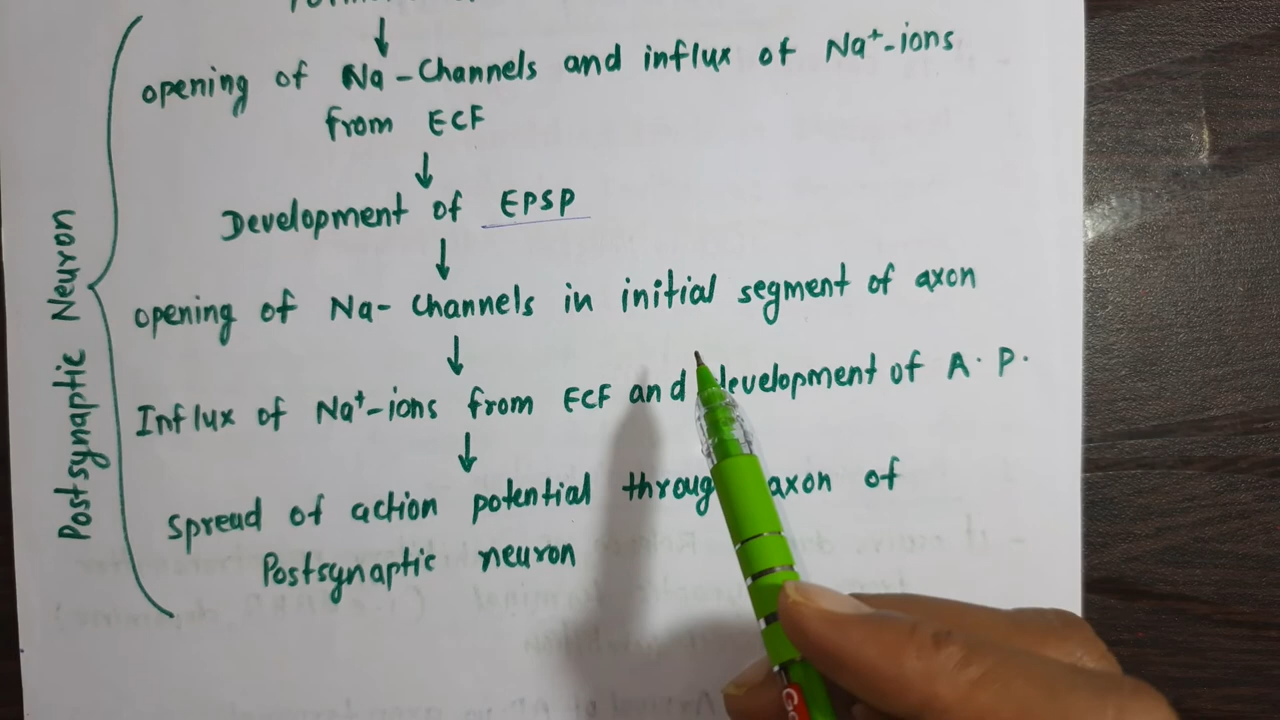 opening of Na-Channels and influx of Na+-ions
from ECF
↓
Development of EPSP
↓
opening of Na- Channels in initial segment of axon
↓
Influx of Na+-ions from ECF and development of A.P.
↓
spread of action potential through axon of
Postsynaptic neuron
Postsynaptic Neuron